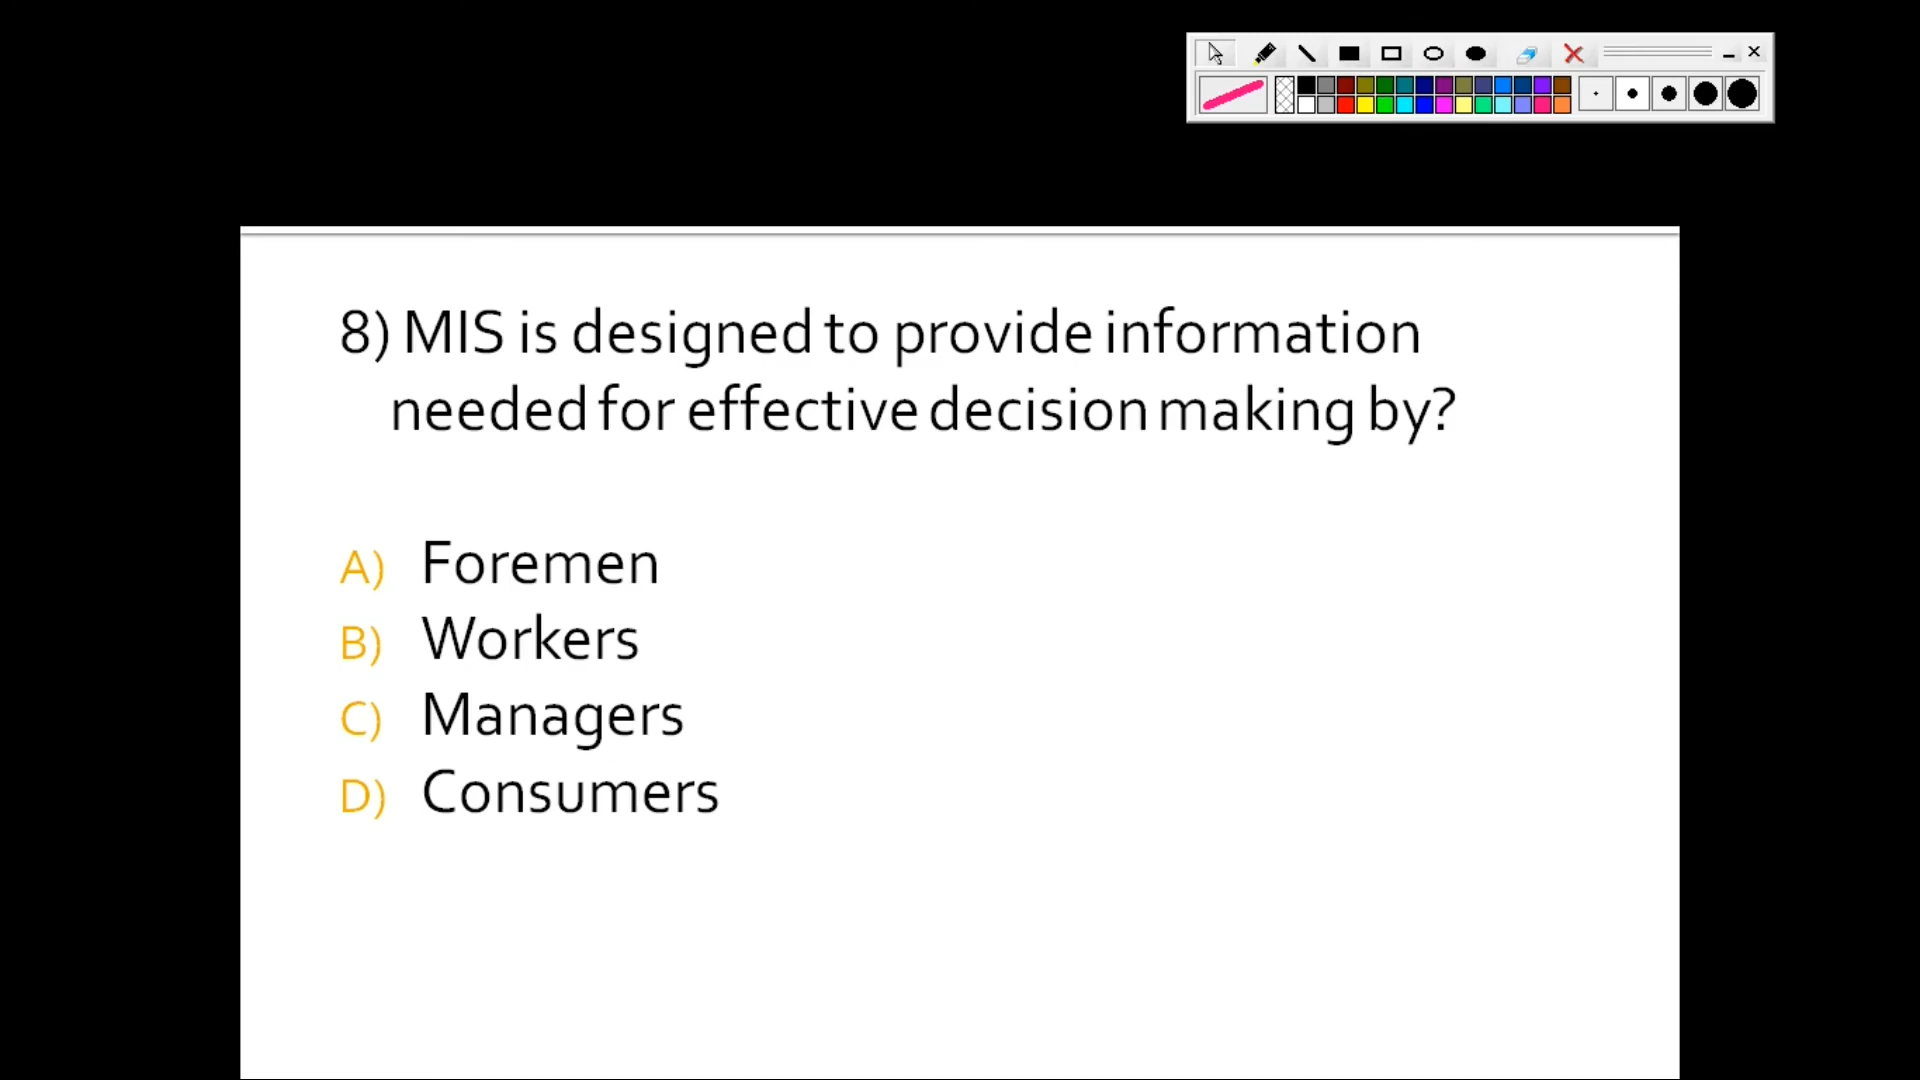 8) MIS is designed to provide information
needed for effective decision making by?
A) Foremen
B) Workers
C) Managers
D) Consumers